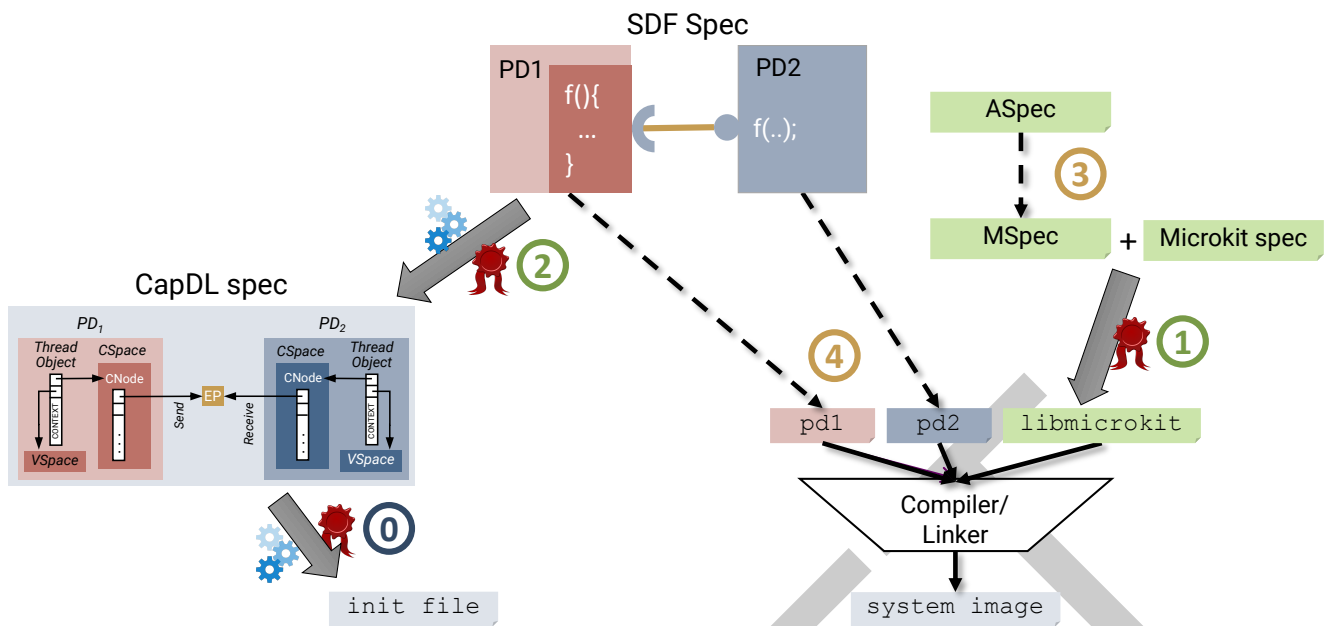 SDF Spec
PD1
f(){
...
}
PD2
f(..);
ASpec
3
MSpec
+
Microkit spec
2
1
CapDL spec
PD1
Thread
Object
CSpace
CNode
CONTEXT
VSpace
Send
EP
Receive
PD2
CSpace
CNode
Thread
Object
CONTEXT
VSpace
4
pd1
pd2
libmicrokit
Compiler/
Linker
0
init file
system image